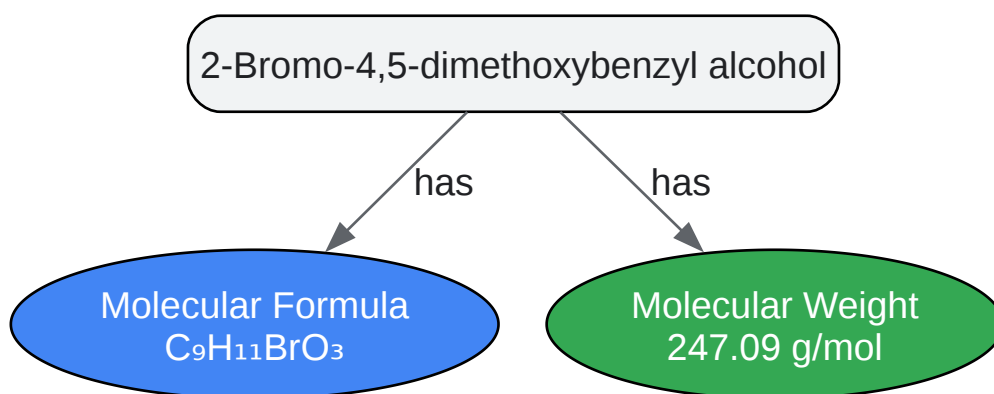 2-Bromo-4,5-dimethoxybenzyl alcohol
has
has
Molecular Formula
C₉H₁₁BrO₃
Molecular Weight
247.09 g/mol